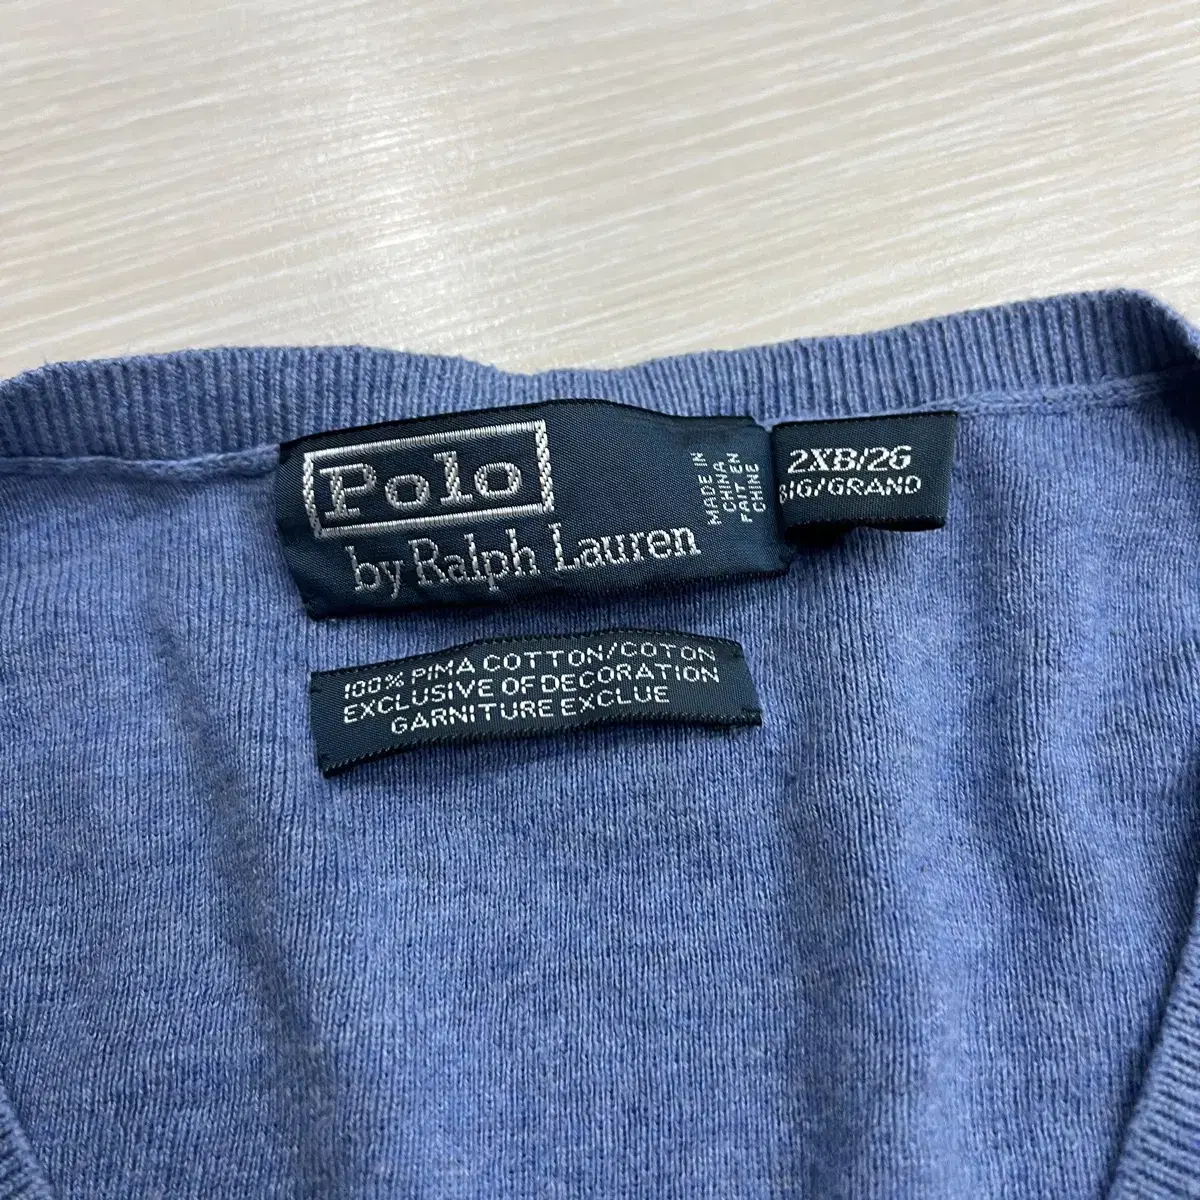 Polo
by Ralph Lauren
MADE IN
CHINA
FAIT EN
CHINE
2XB/2G
BIG/GRAND
100% PIMA COTTON/COTON
EXCLUSIVE OF DECORATION
GARNITURE EXCLUE